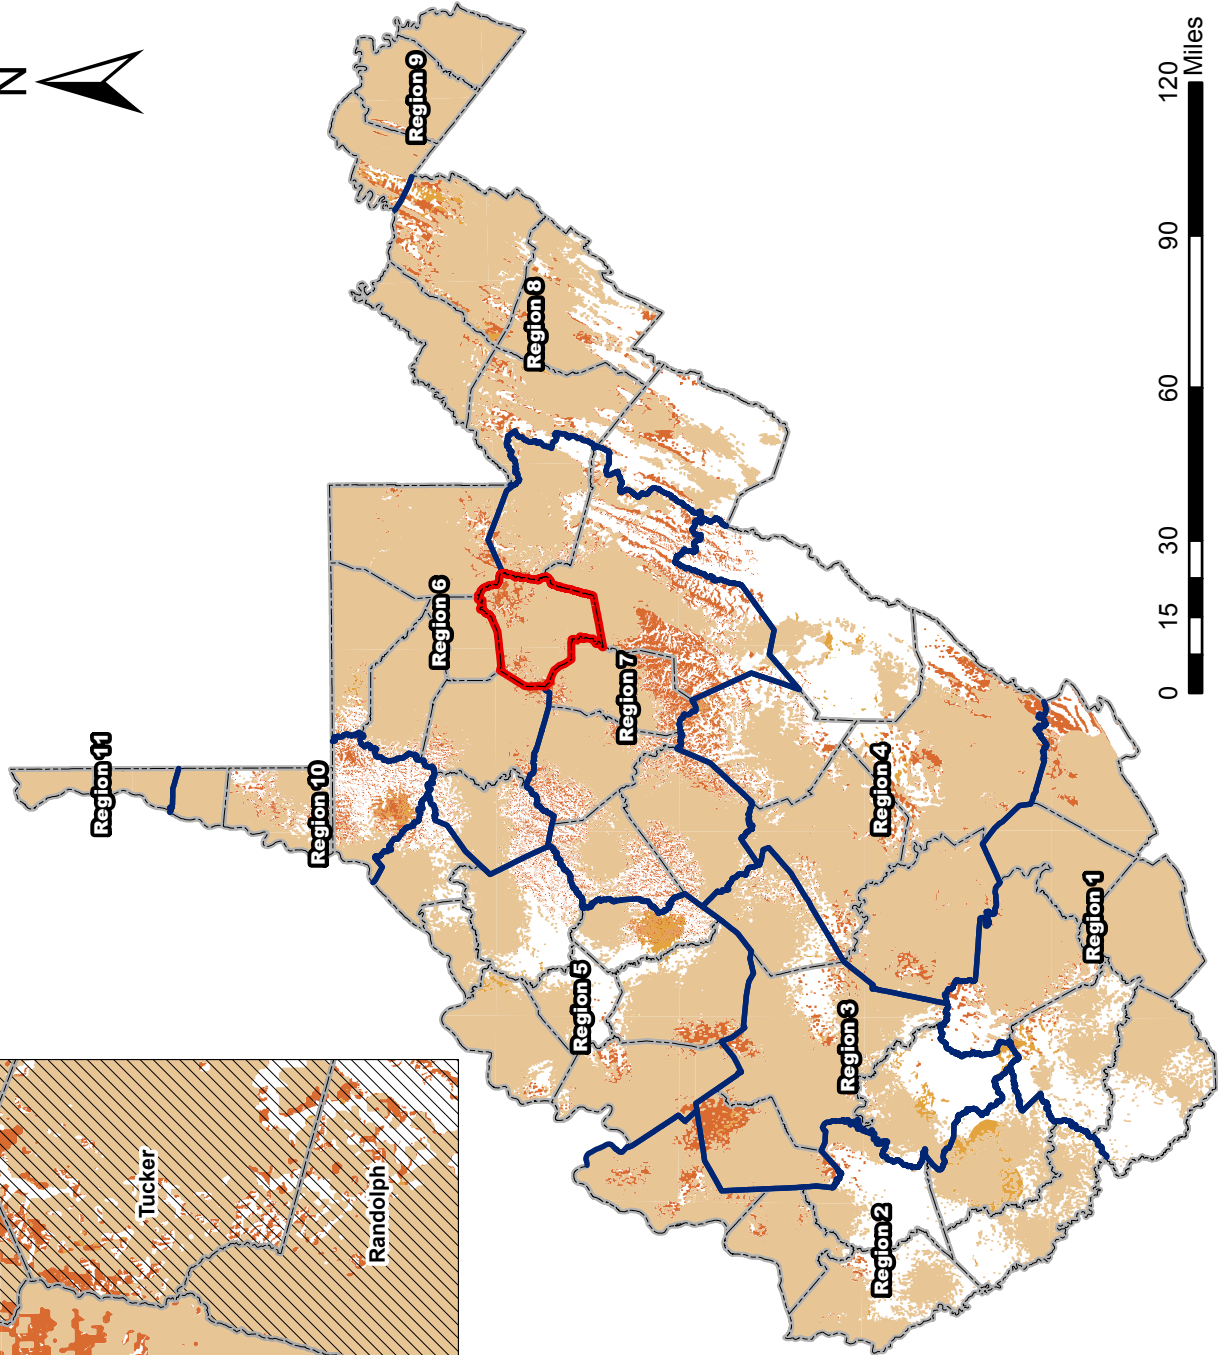 N
Region 11
Region 10
Region 9
Region 6
Region 8
Region 7
Region 5
Region 4
Region 3
Region 2
Region 1
Tucker
Randolph
0
15
30
60
90
120
Miles